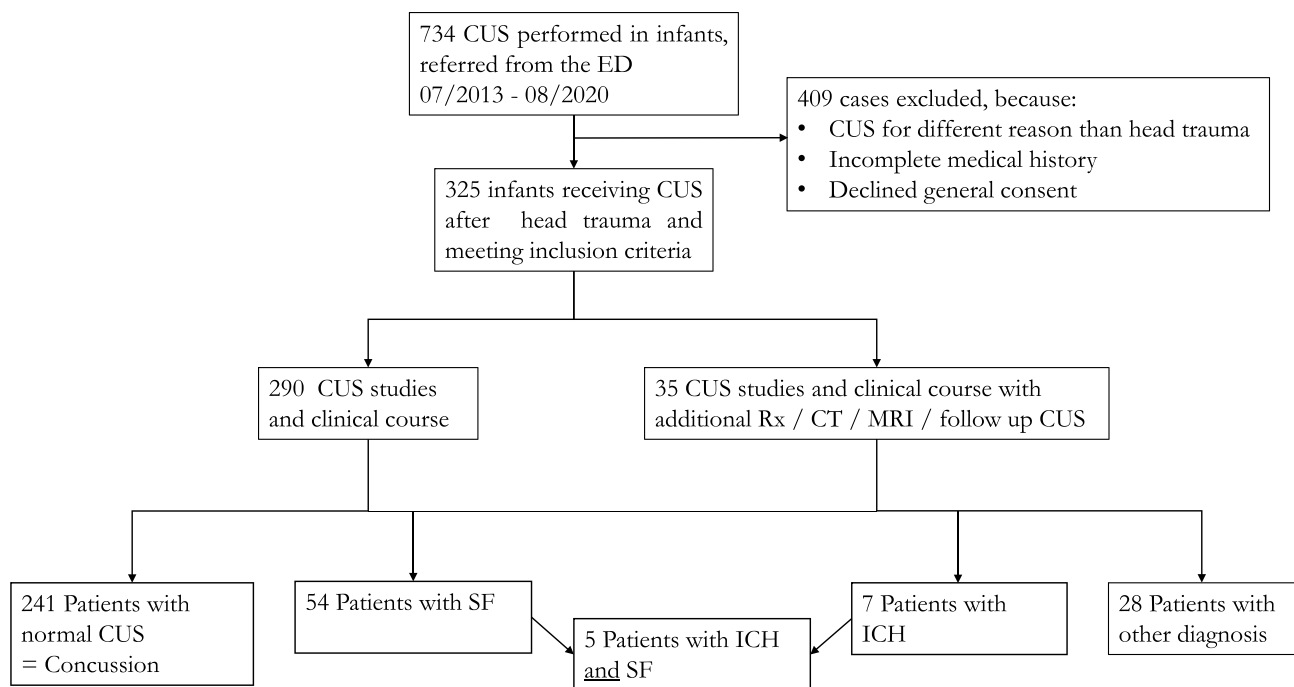 734 CUS performed in infants,
referred from the ED
07/2013 - 08/2020
409 cases excluded, because:
• CUS for different reason than head trauma
• Incomplete medical history
• Declined general consent
325 infants receiving CUS
after head trauma and
meeting inclusion criteria
290 CUS studies
and clinical course
35 CUS studies and clinical course with
additional Rx / CT / MRI / follow up CUS
241 Patients with
normal CUS
= Concussion
54 Patients with SF
5 Patients with ICH
and SF
7 Patients with
ICH
28 Patients with
other diagnosis